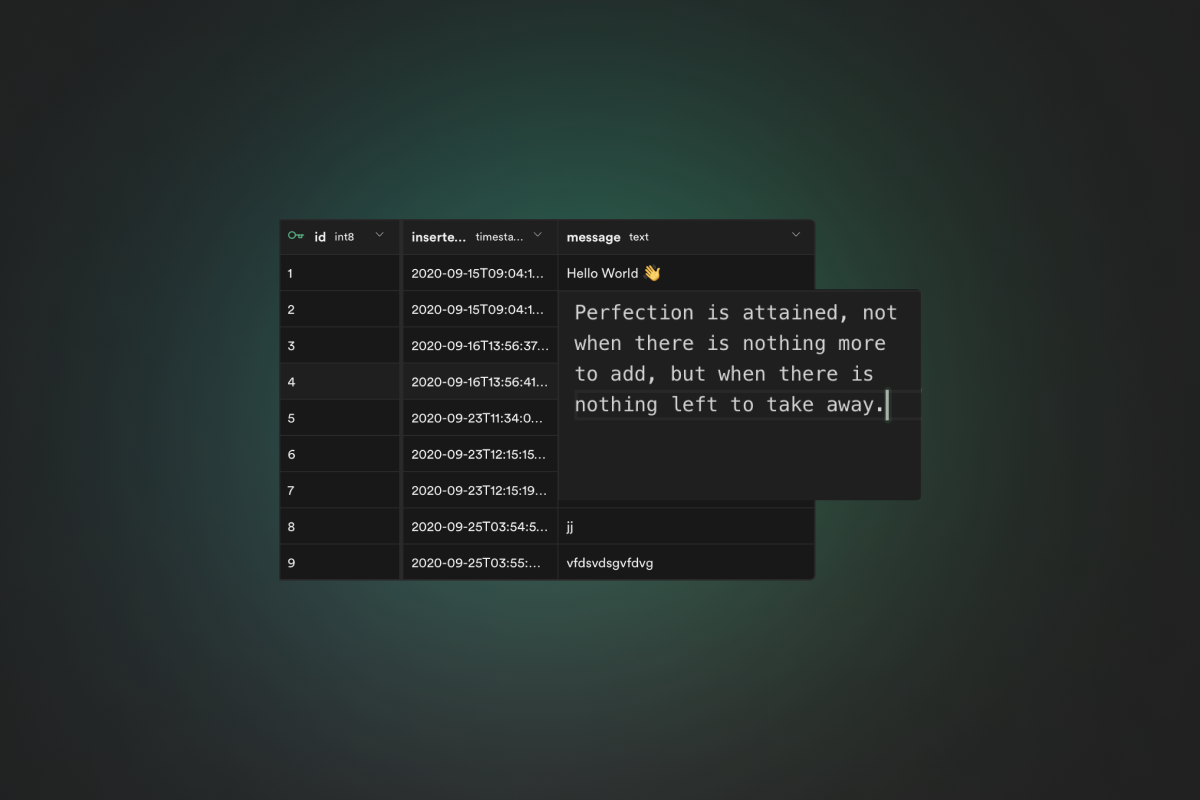 id int8 inserte... timesta... message text
1 2020-09-15T09:04:1... Hello World 👋
2 2020-09-15T09:04:1...
Perfection is attained, not
when there is nothing more
to add, but when there is
nothing left to take away.
3 2020-09-16T13:56:37...
4 2020-09-16T13:56:41...
5 2020-09-23T11:34:0...
6 2020-09-23T12:15:15...
7 2020-09-23T12:15:19...
8 2020-09-25T03:54:5... jj
9 2020-09-25T03:55:... vfdsvdsgvfdvg